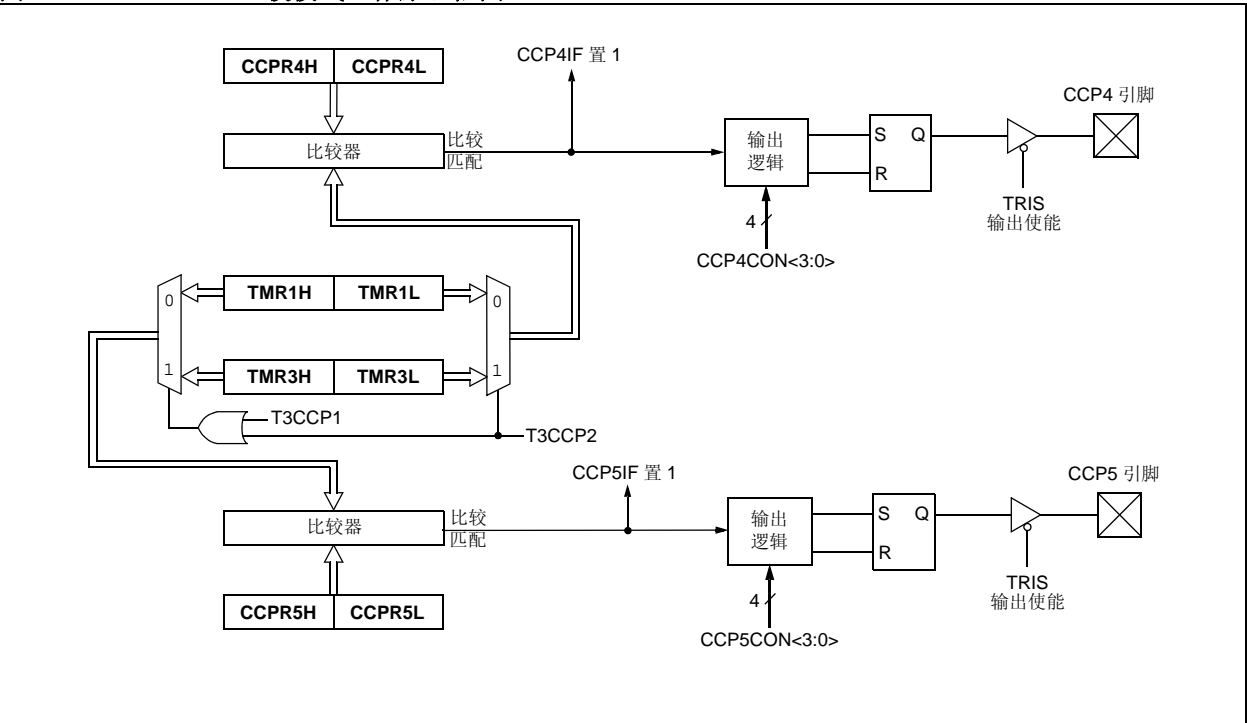 CCPR4H CCPR4L
CCP4IF 置 1
CCP4 引脚
比较器
比较
匹配
输出
逻辑
S Q
R
TRIS
输出使能
4
CCP4CON<3:0>
0 TMR1H TMR1L 0
1 TMR3H TMR3L 1
T3CCP1
T3CCP2
CCP5IF 置 1
CCP5 引脚
比较器
比较
匹配
输出
逻辑
S Q
R
TRIS
输出使能
4
CCPR5H CCPR5L
CCP5CON<3:0>